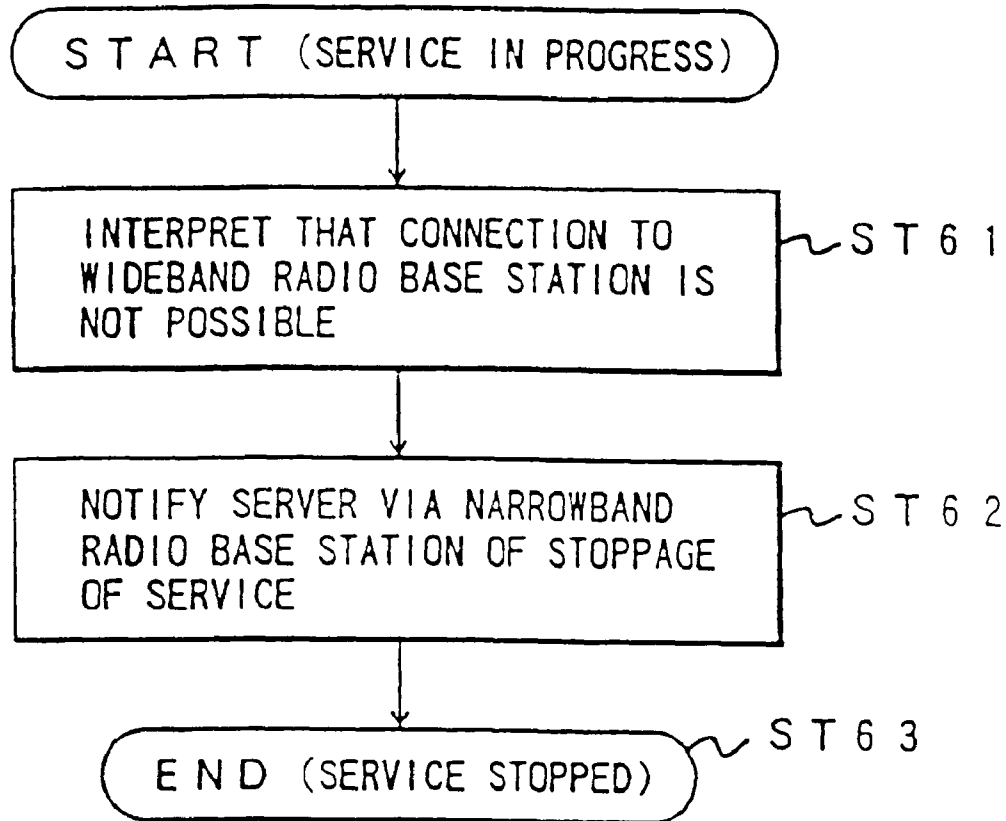 START (SERVICE IN PROGRESS)
INTERPRET THAT CONNECTION TO
WIDEBAND RADIO BASE STATION IS
NOT POSSIBLE
ST61
NOTIFY SERVER VIA NARROWBAND
RADIO BASE STATION OF STOPPAGE
OF SERVICE
ST62
END (SERVICE STOPPED)
ST63